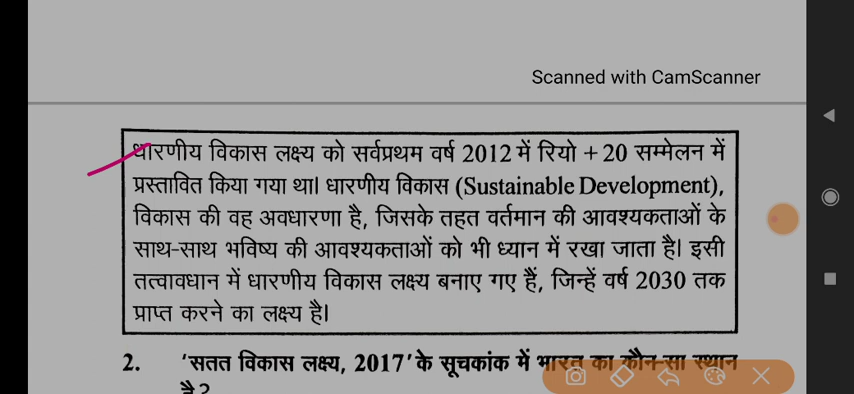 Scanned with CamScanner
धारणीय विकास लक्ष्य को सर्वप्रथम वर्ष 2012 में रियो + 20 सम्मेलन में
प्रस्तावित किया गया था। धारणीय विकास (Sustainable Development),
विकास की वह अवधारणा है, जिसके तहत वर्तमान की आवश्यकताओं के
साथ-साथ भविष्य की आवश्यकताओं को भी ध्यान में रखा जाता है। इसी
तत्वावधान में धारणीय विकास लक्ष्य बनाए गए हैं, जिन्हें वर्ष 2030 तक
प्राप्त करने का लक्ष्य है।
2. 'सतत विकास लक्ष्य, 2017' के सूचकांक में भारत का कौन-सा स्थान
है?